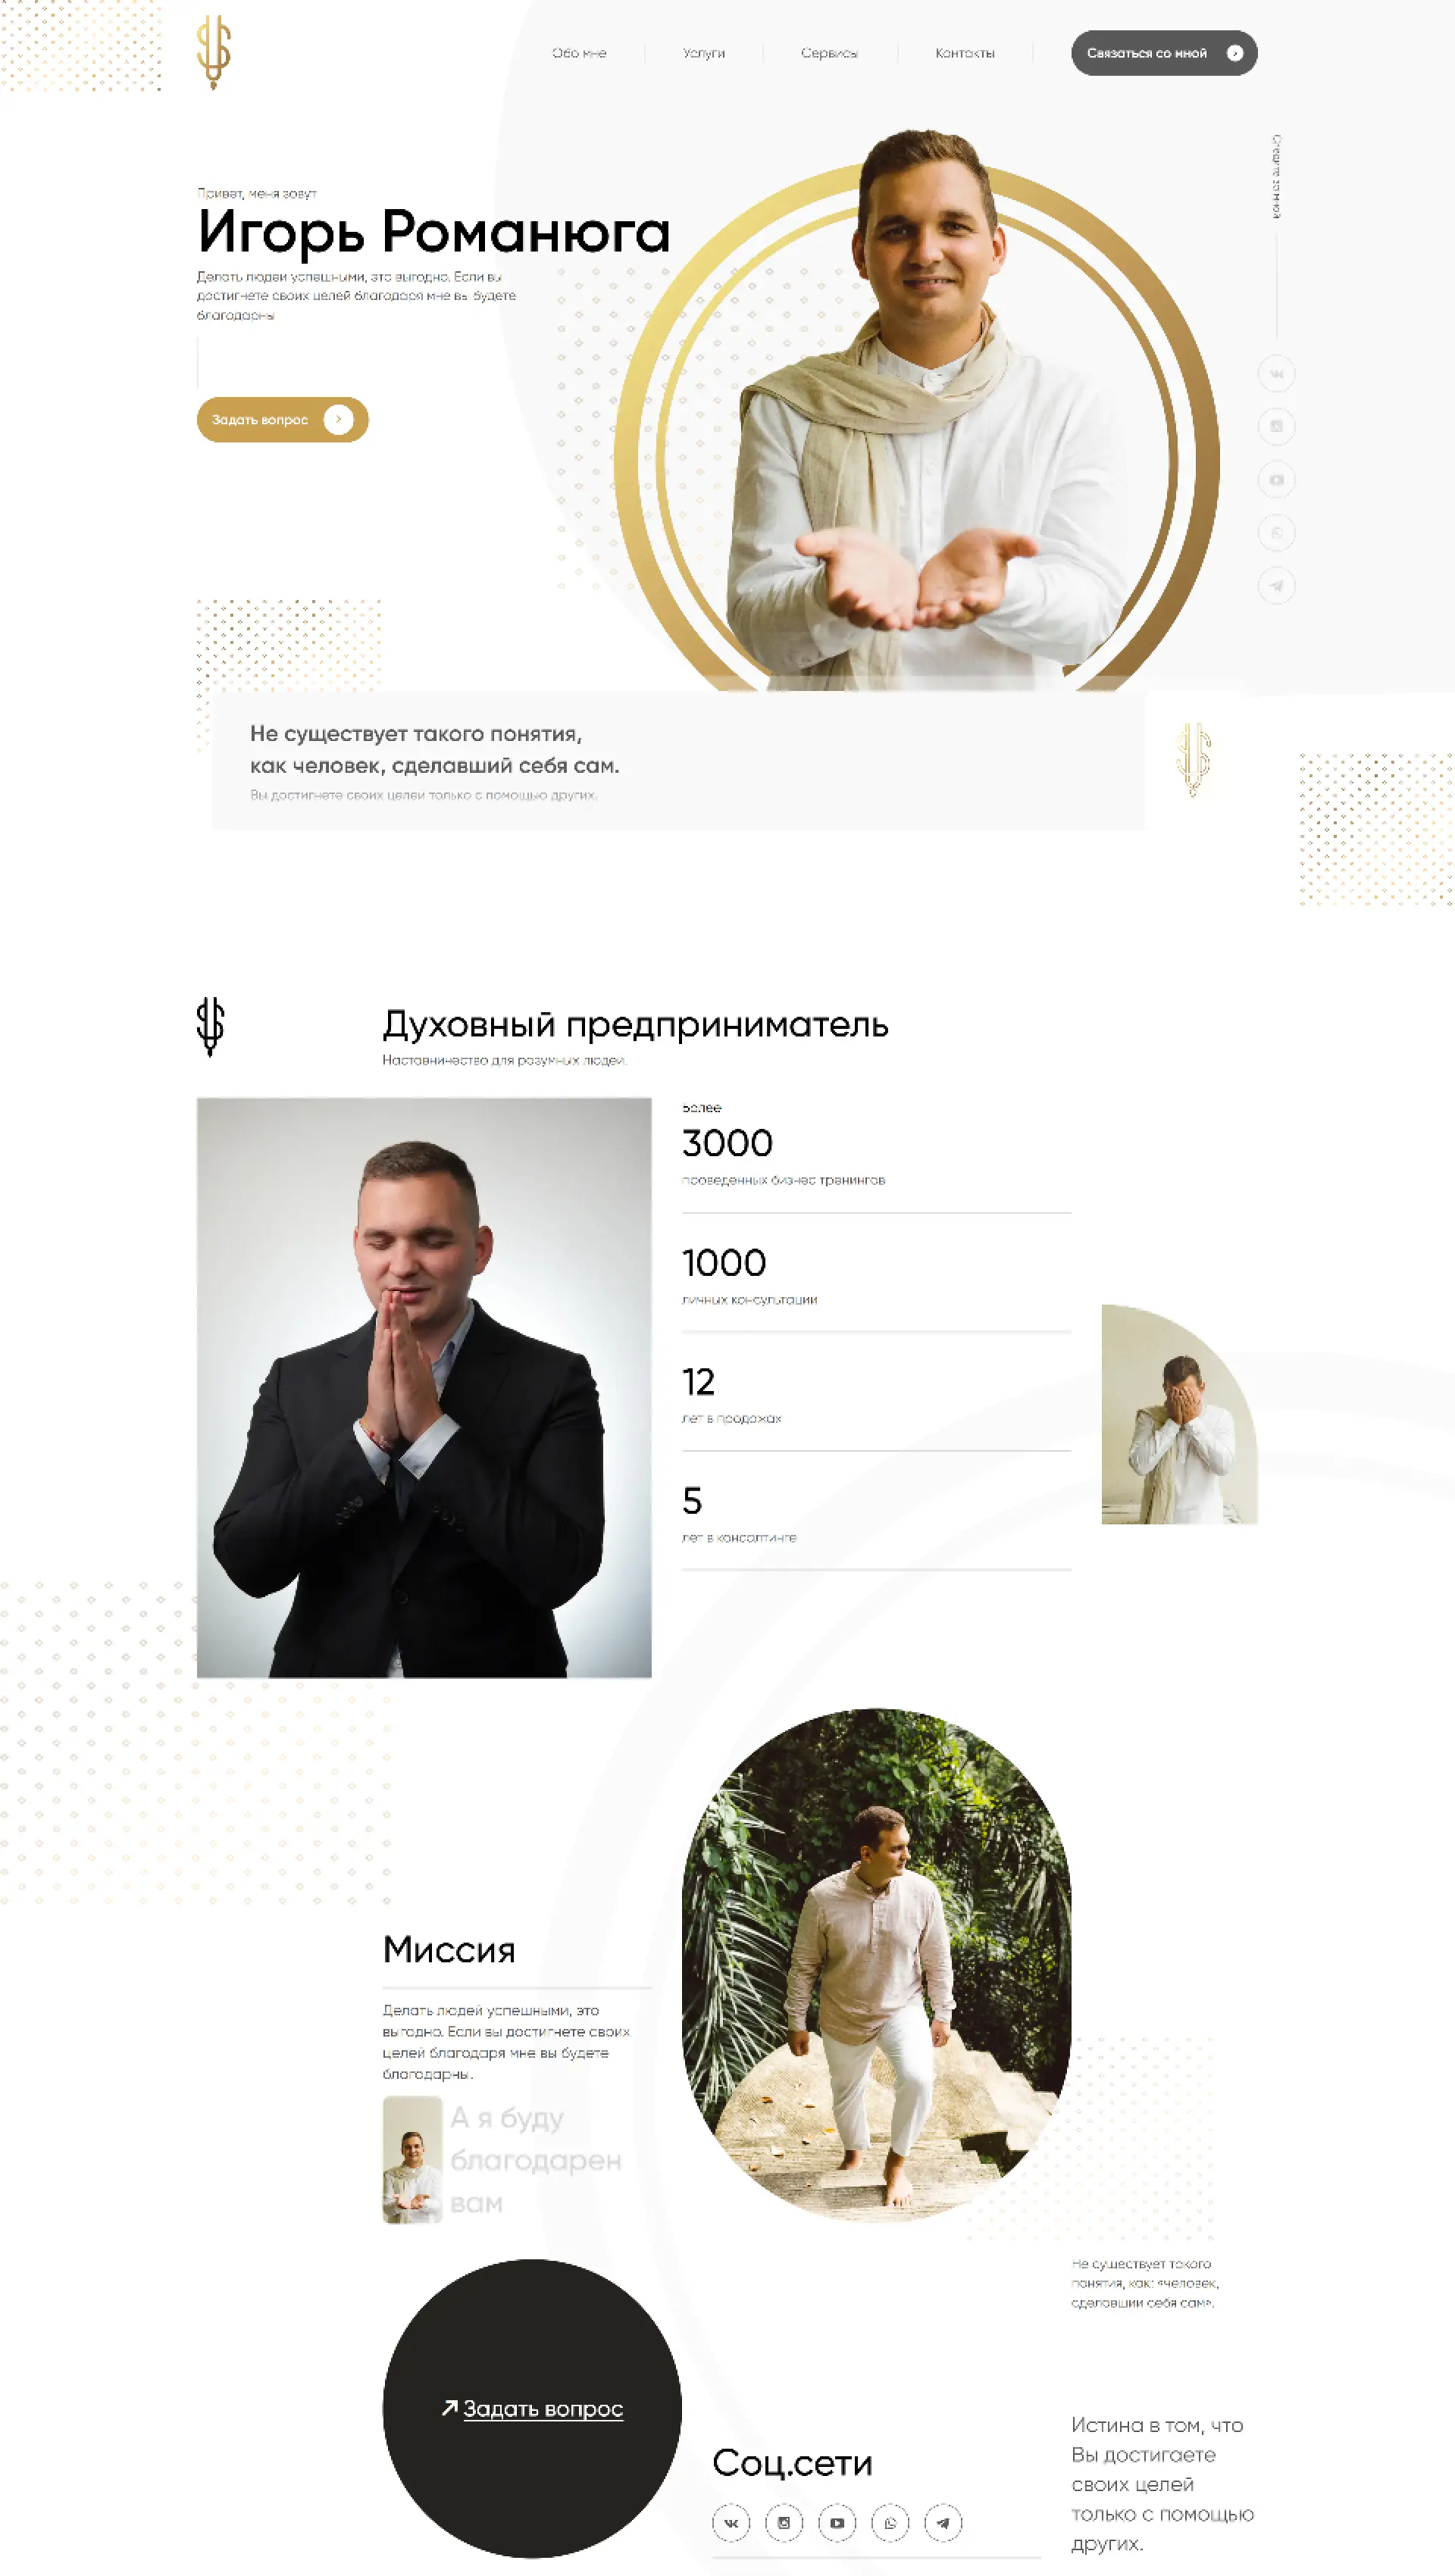 Обо мне
Услуги
Сервисы
Контакты
Связаться со мной
Следите за мной
Привет, меня зовут
Игорь Романюга
Делать людей успешными, это выгодно. Если вы
достигнете своих целей благодаря мне вы будете
благодарны
Задать вопрос
Не существует такого понятия,
как человек, сделавший себя сам.
Вы достигнете своих целей только с помощью других.
Духовный предприниматель
Наставничество для розумных людей.
Более
3000
проведенных бизнес тренингов
1000
личных консультации
12
лет в продажах
5
лет в консалтинге
Миссия
Делать людей успешными, это
выгодно. Если вы достигнете своих
целей благодаря мне вы будете
благодарны.
А я буду
благодарен
вам
Не существует такого
понятия, как: «человек,
сделавший себя сам».
Задать вопрос
Истина в том, что
Вы достигаете
своих целей
только с помощью
других.
Соц.сети